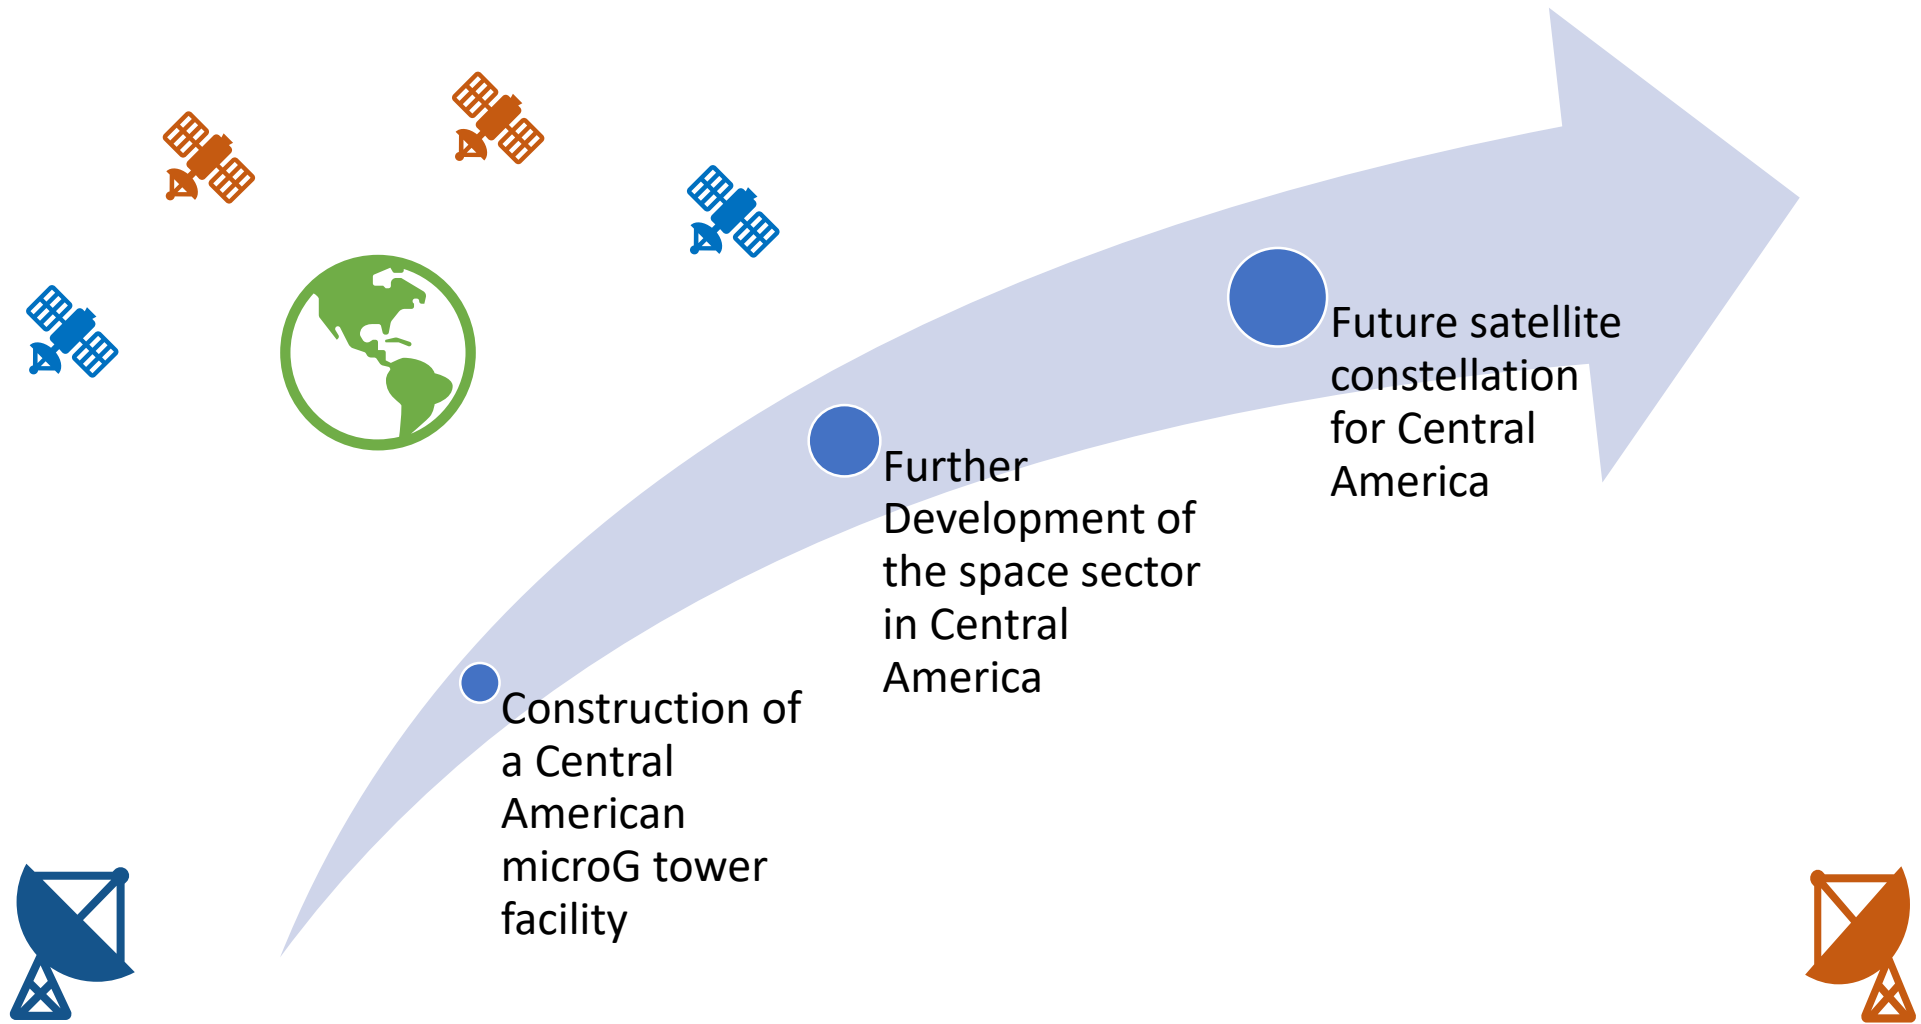 Future satellite
constellation
for Central
America
Further
Development of
the space sector
in Central
America
Construction of
a Central
American
microG tower
facility